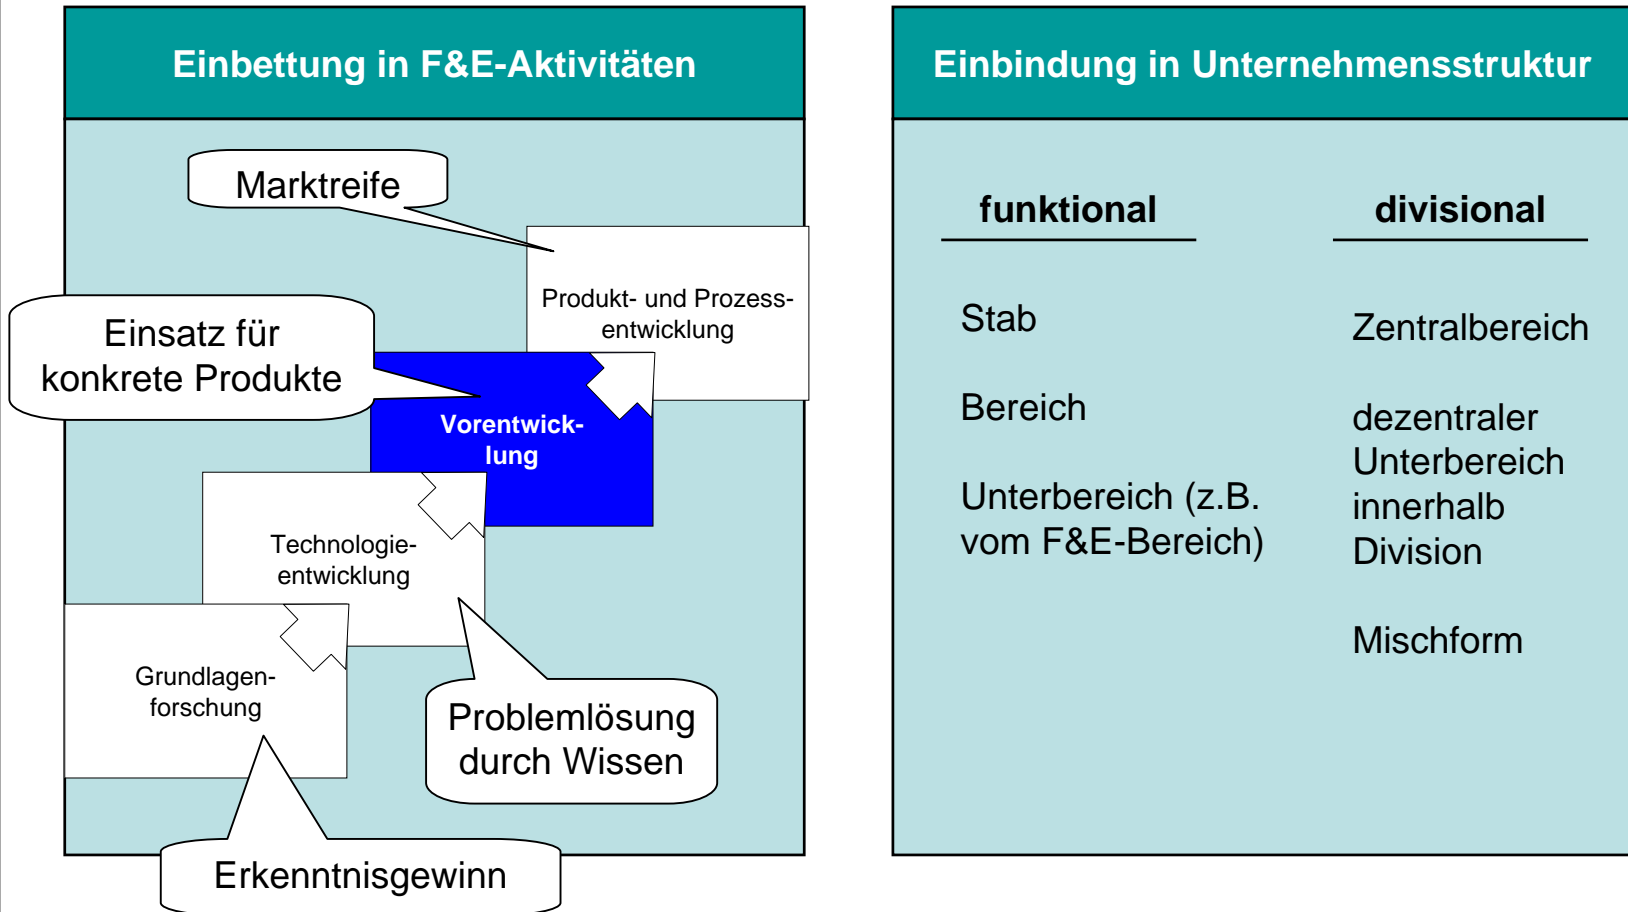 Einbettung in F&E-Aktivitäten
Marktreife
Produkt- und Prozess-
entwicklung
Einsatz für
konkrete Produkte
Vorentwick-
lung
Technologie-
entwicklung
Grundlagen-
forschung
Problemlösung
durch Wissen
Erkenntnisgewinn
Einbindung in Unternehmensstruktur
funktional
Stab
Bereich
Unterbereich (z.B.
vom F&E-Bereich)
divisional
Zentralbereich
dezentraler
Unterbereich
innerhalb
Division
Mischform